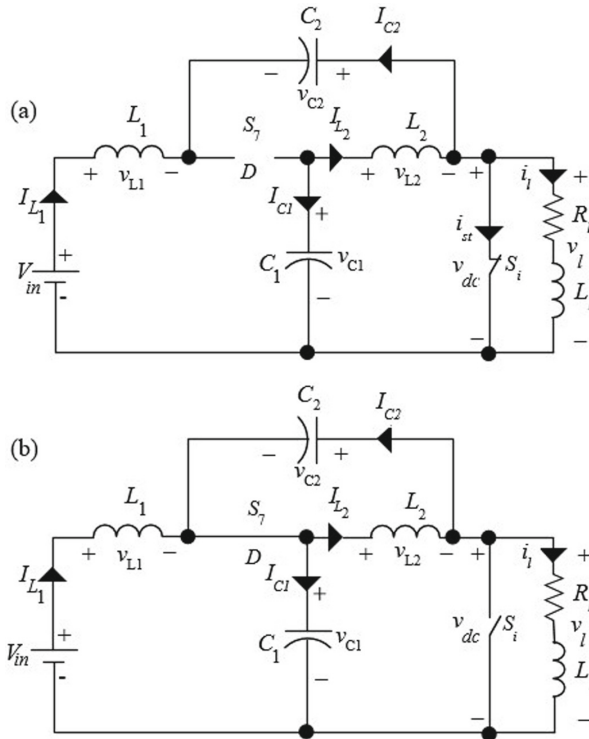 C2 IC2
(a)
− +
vC2
L1 S7 IL2 L2
+ vL1 − D + vL2 − + il +
IL1 IC1 + ist
Vin + - C1 vC1 − vdc Si − vl −
C2 IC2
(b)
− +
vC2
L1 S7 IL2 L2
+ vL1 − D + vL2 − + il +
IL1 IC1 +
Vin + - C1 vC1 − vdc Si − vl −